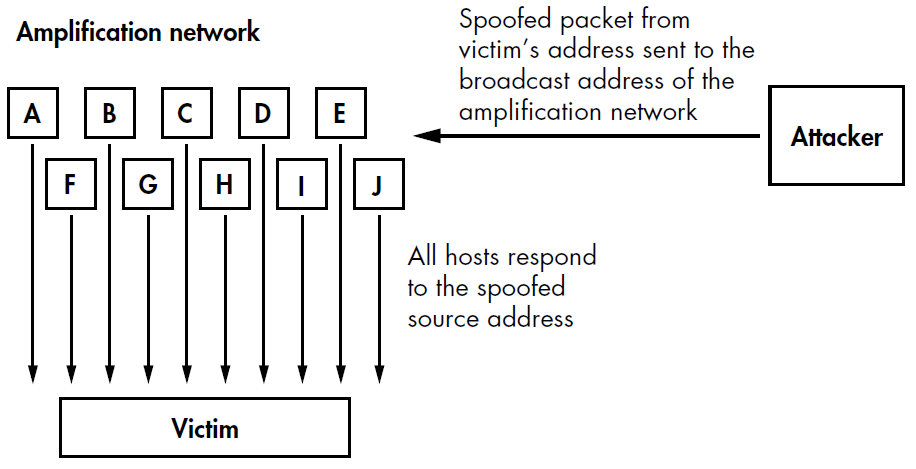 Amplification network
Spoofed packet from
victim's address sent to the
broadcast address of the
amplification network
A B C D E
Attacker
F G H I J
All hosts respond
to the spoofed
source address
Victim